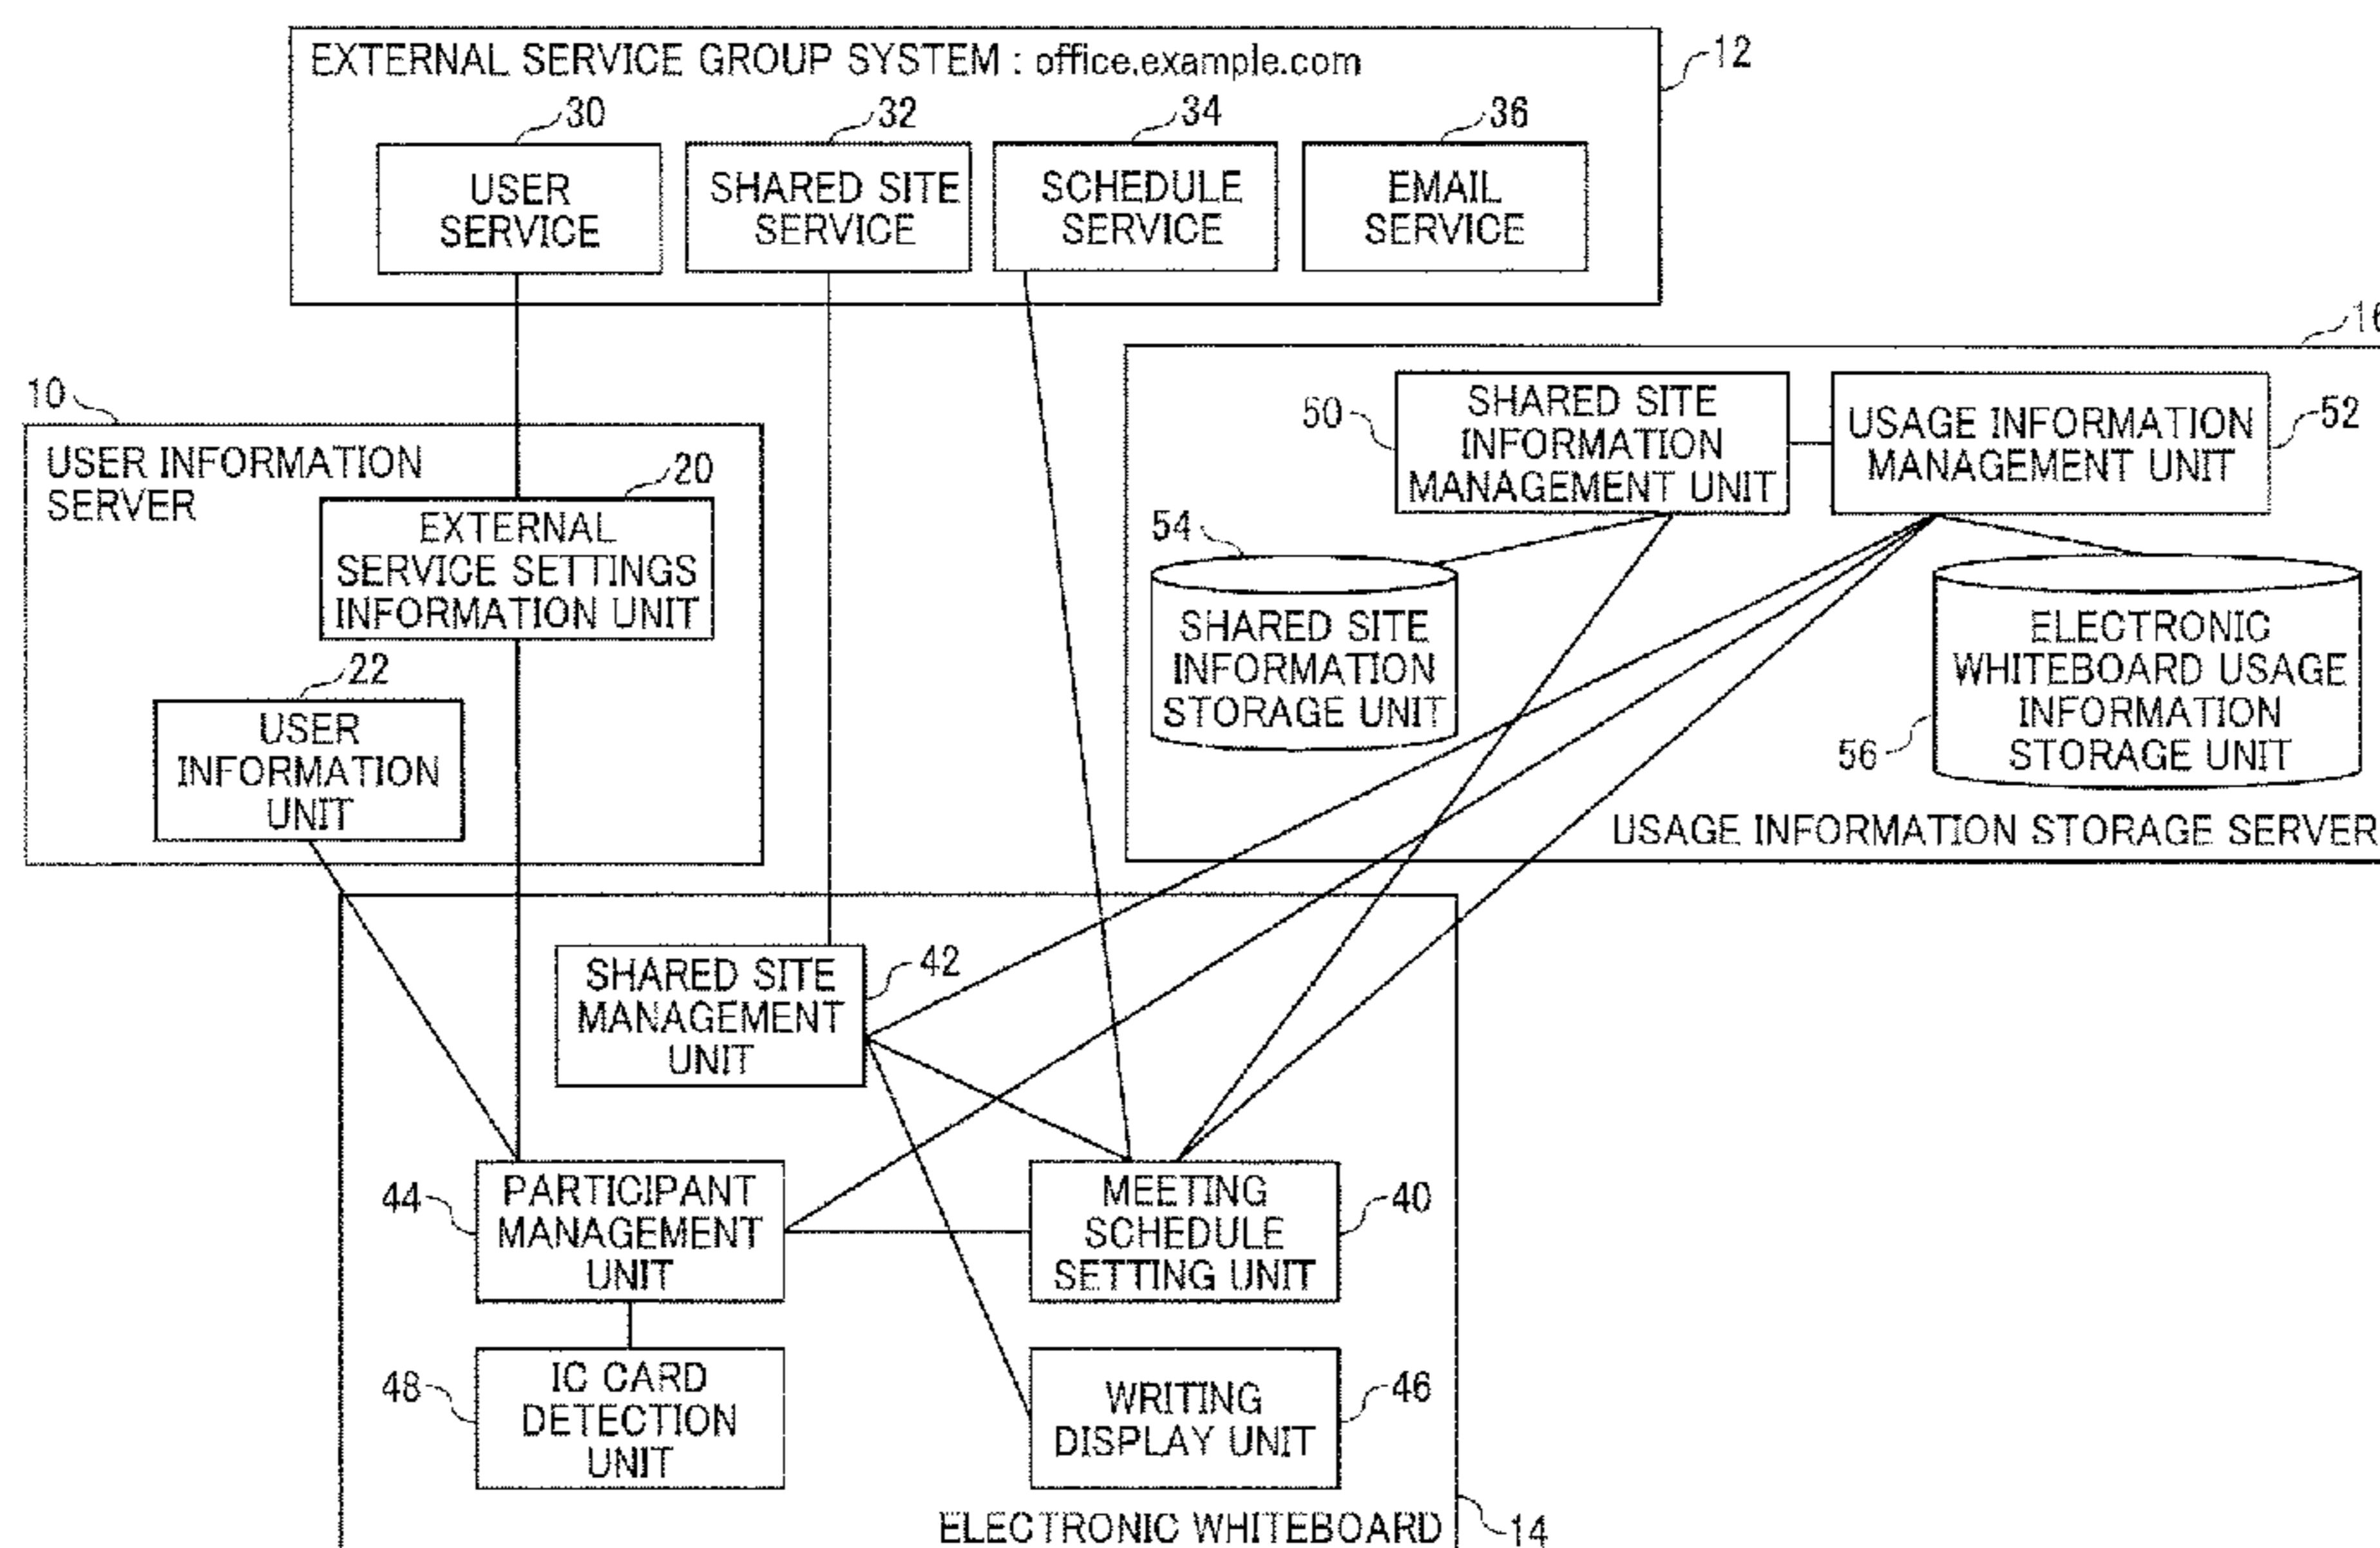 EXTERNAL SERVICE GROUP SYSTEM : office.example.com
12
30
32
34
36
USER
SERVICE
SHARED SITE
SERVICE
SCHEDULE
SERVICE
EMAIL
SERVICE
10
USER INFORMATION
SERVER
20
EXTERNAL
SERVICE SETTINGS
INFORMATION UNIT
22
USER
INFORMATION
UNIT
16
50
SHARED SITE
INFORMATION
MANAGEMENT UNIT
USAGE INFORMATION
MANAGEMENT UNIT
52
54
SHARED SITE
INFORMATION
STORAGE UNIT
ELECTRONIC
WHITEBOARD USAGE
INFORMATION
STORAGE UNIT
56
USAGE INFORMATION STORAGE SERVER
SHARED SITE
MANAGEMENT
UNIT
42
44
PARTICIPANT
MANAGEMENT
UNIT
MEETING
SCHEDULE
SETTING UNIT
40
48
IC CARD
DETECTION
UNIT
WRITING
DISPLAY UNIT
46
ELECTRONIC WHITEBOARD
14